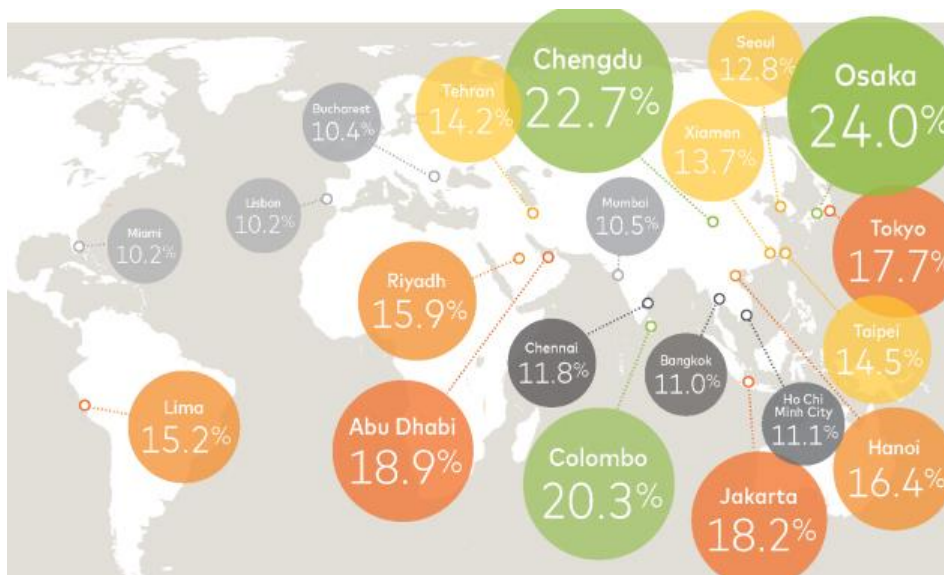 Chengdu
22.7%
Seoul
12.8%
Osaka
24.0%
Tehran
14.2%
Bucharest
10.4%
Xiamen
13.7%
Lisbon
10.2%
Mumbai
10.5%
Miami
10.2%
Tokyo
17.7%
Riyadh
15.9%
Taipei
14.5%
Chennai
11.8%
Bangkok
11.0%
Lima
15.2%
Abu Dhabi
18.9%
Ho Chi
Minh City
11.1%
Hanoi
16.4%
Colombo
20.3%
Jakarta
18.2%